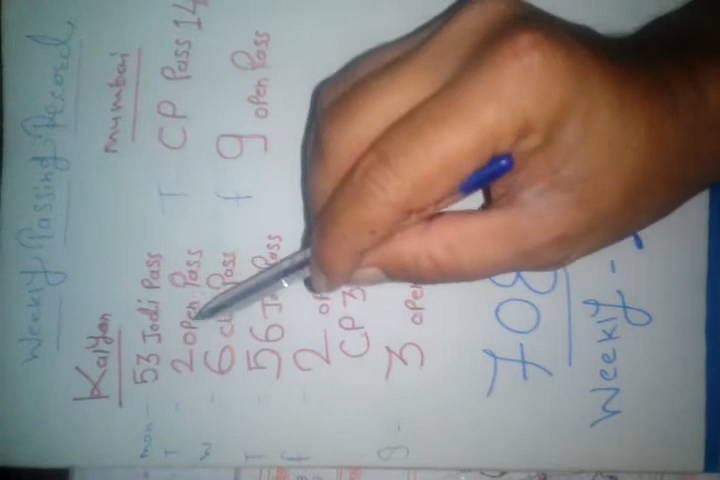 Weekly Passing Record
Kalyan
mumbai
mon - 53 Jodi Pass
T - 2 open Pass
T CP Pass 14
w - 6 Pass
f 9 open Pass
T - 56 Pass
f - 2
CP 3
g - 3 open
Weekly -